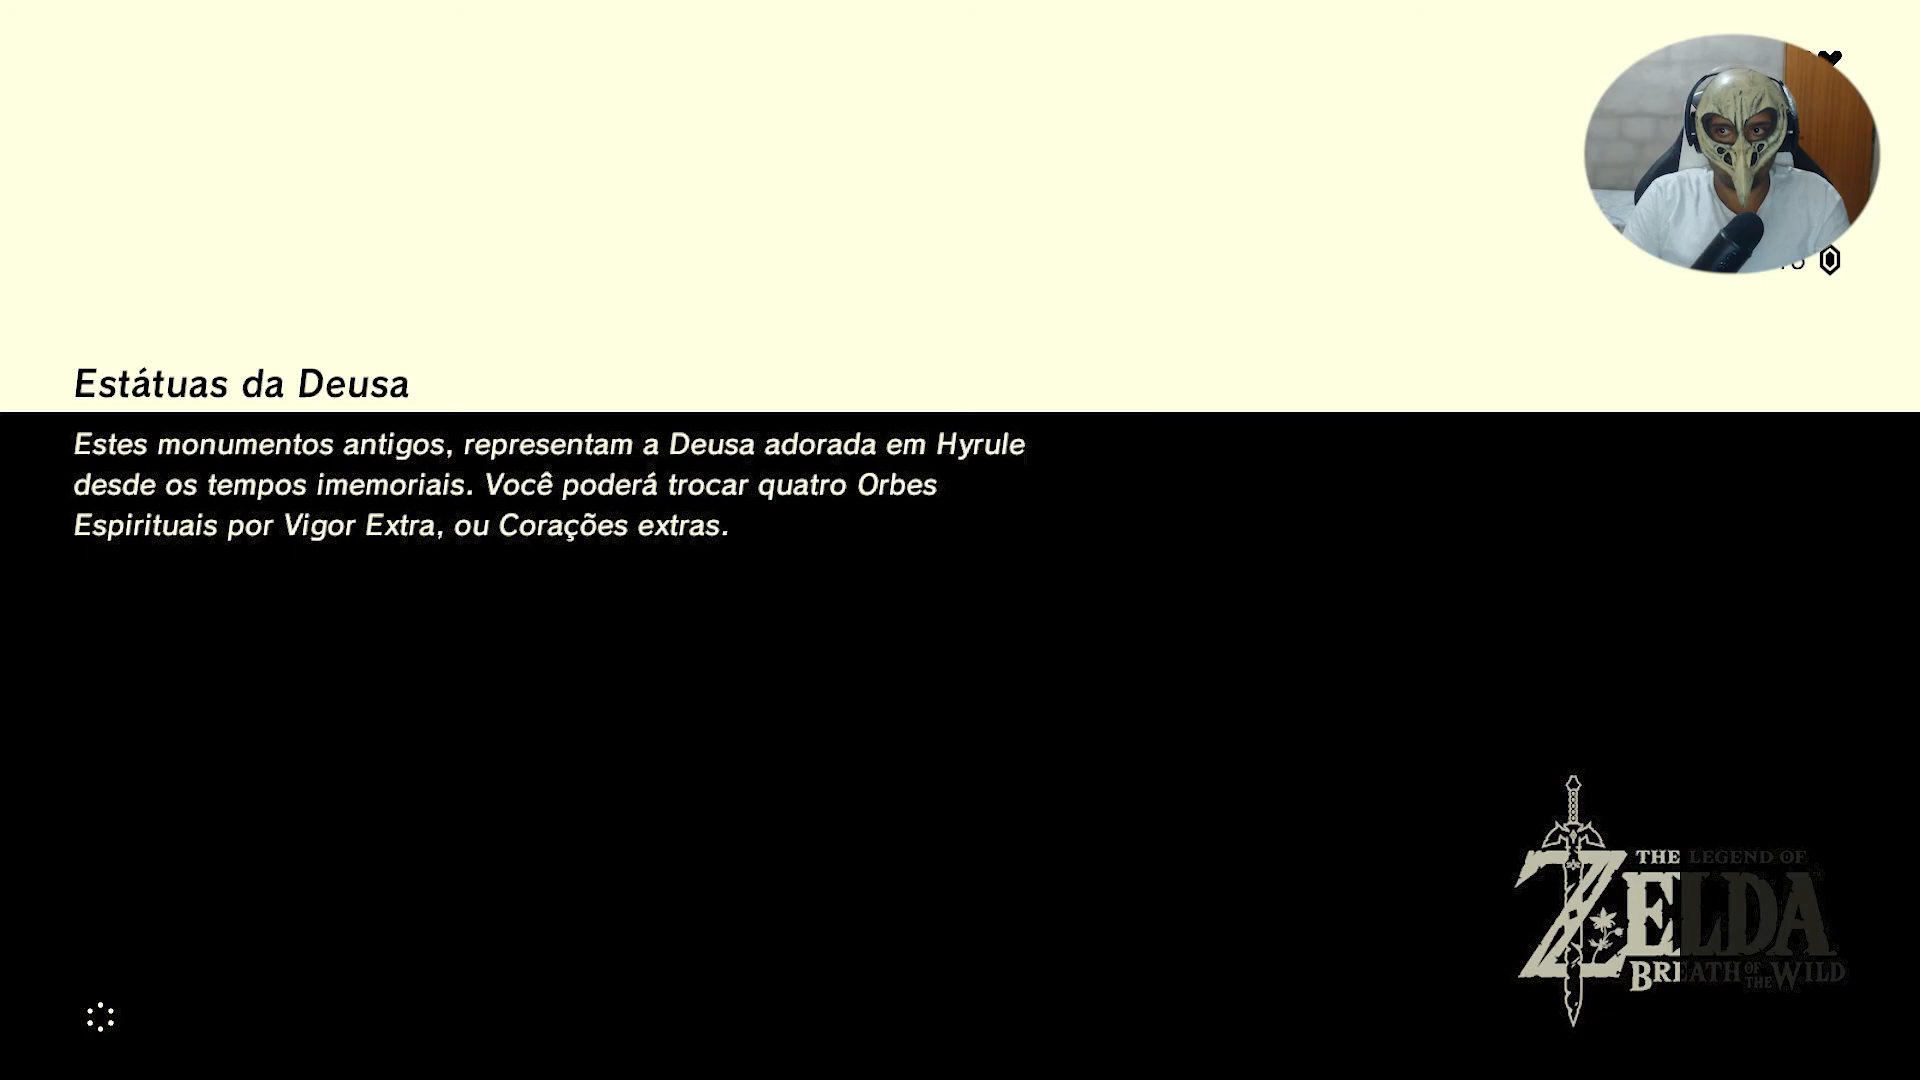 Estátuas da Deusa
Estes monumentos antigos, representam a Deusa adorada em Hyrule
desde os tempos imemoriais. Você poderá trocar quatro Orbes
Espirituais por Vigor Extra, ou Corações extras.
THE LEGEND OF
ZELDA
BREATH OF THE WILD